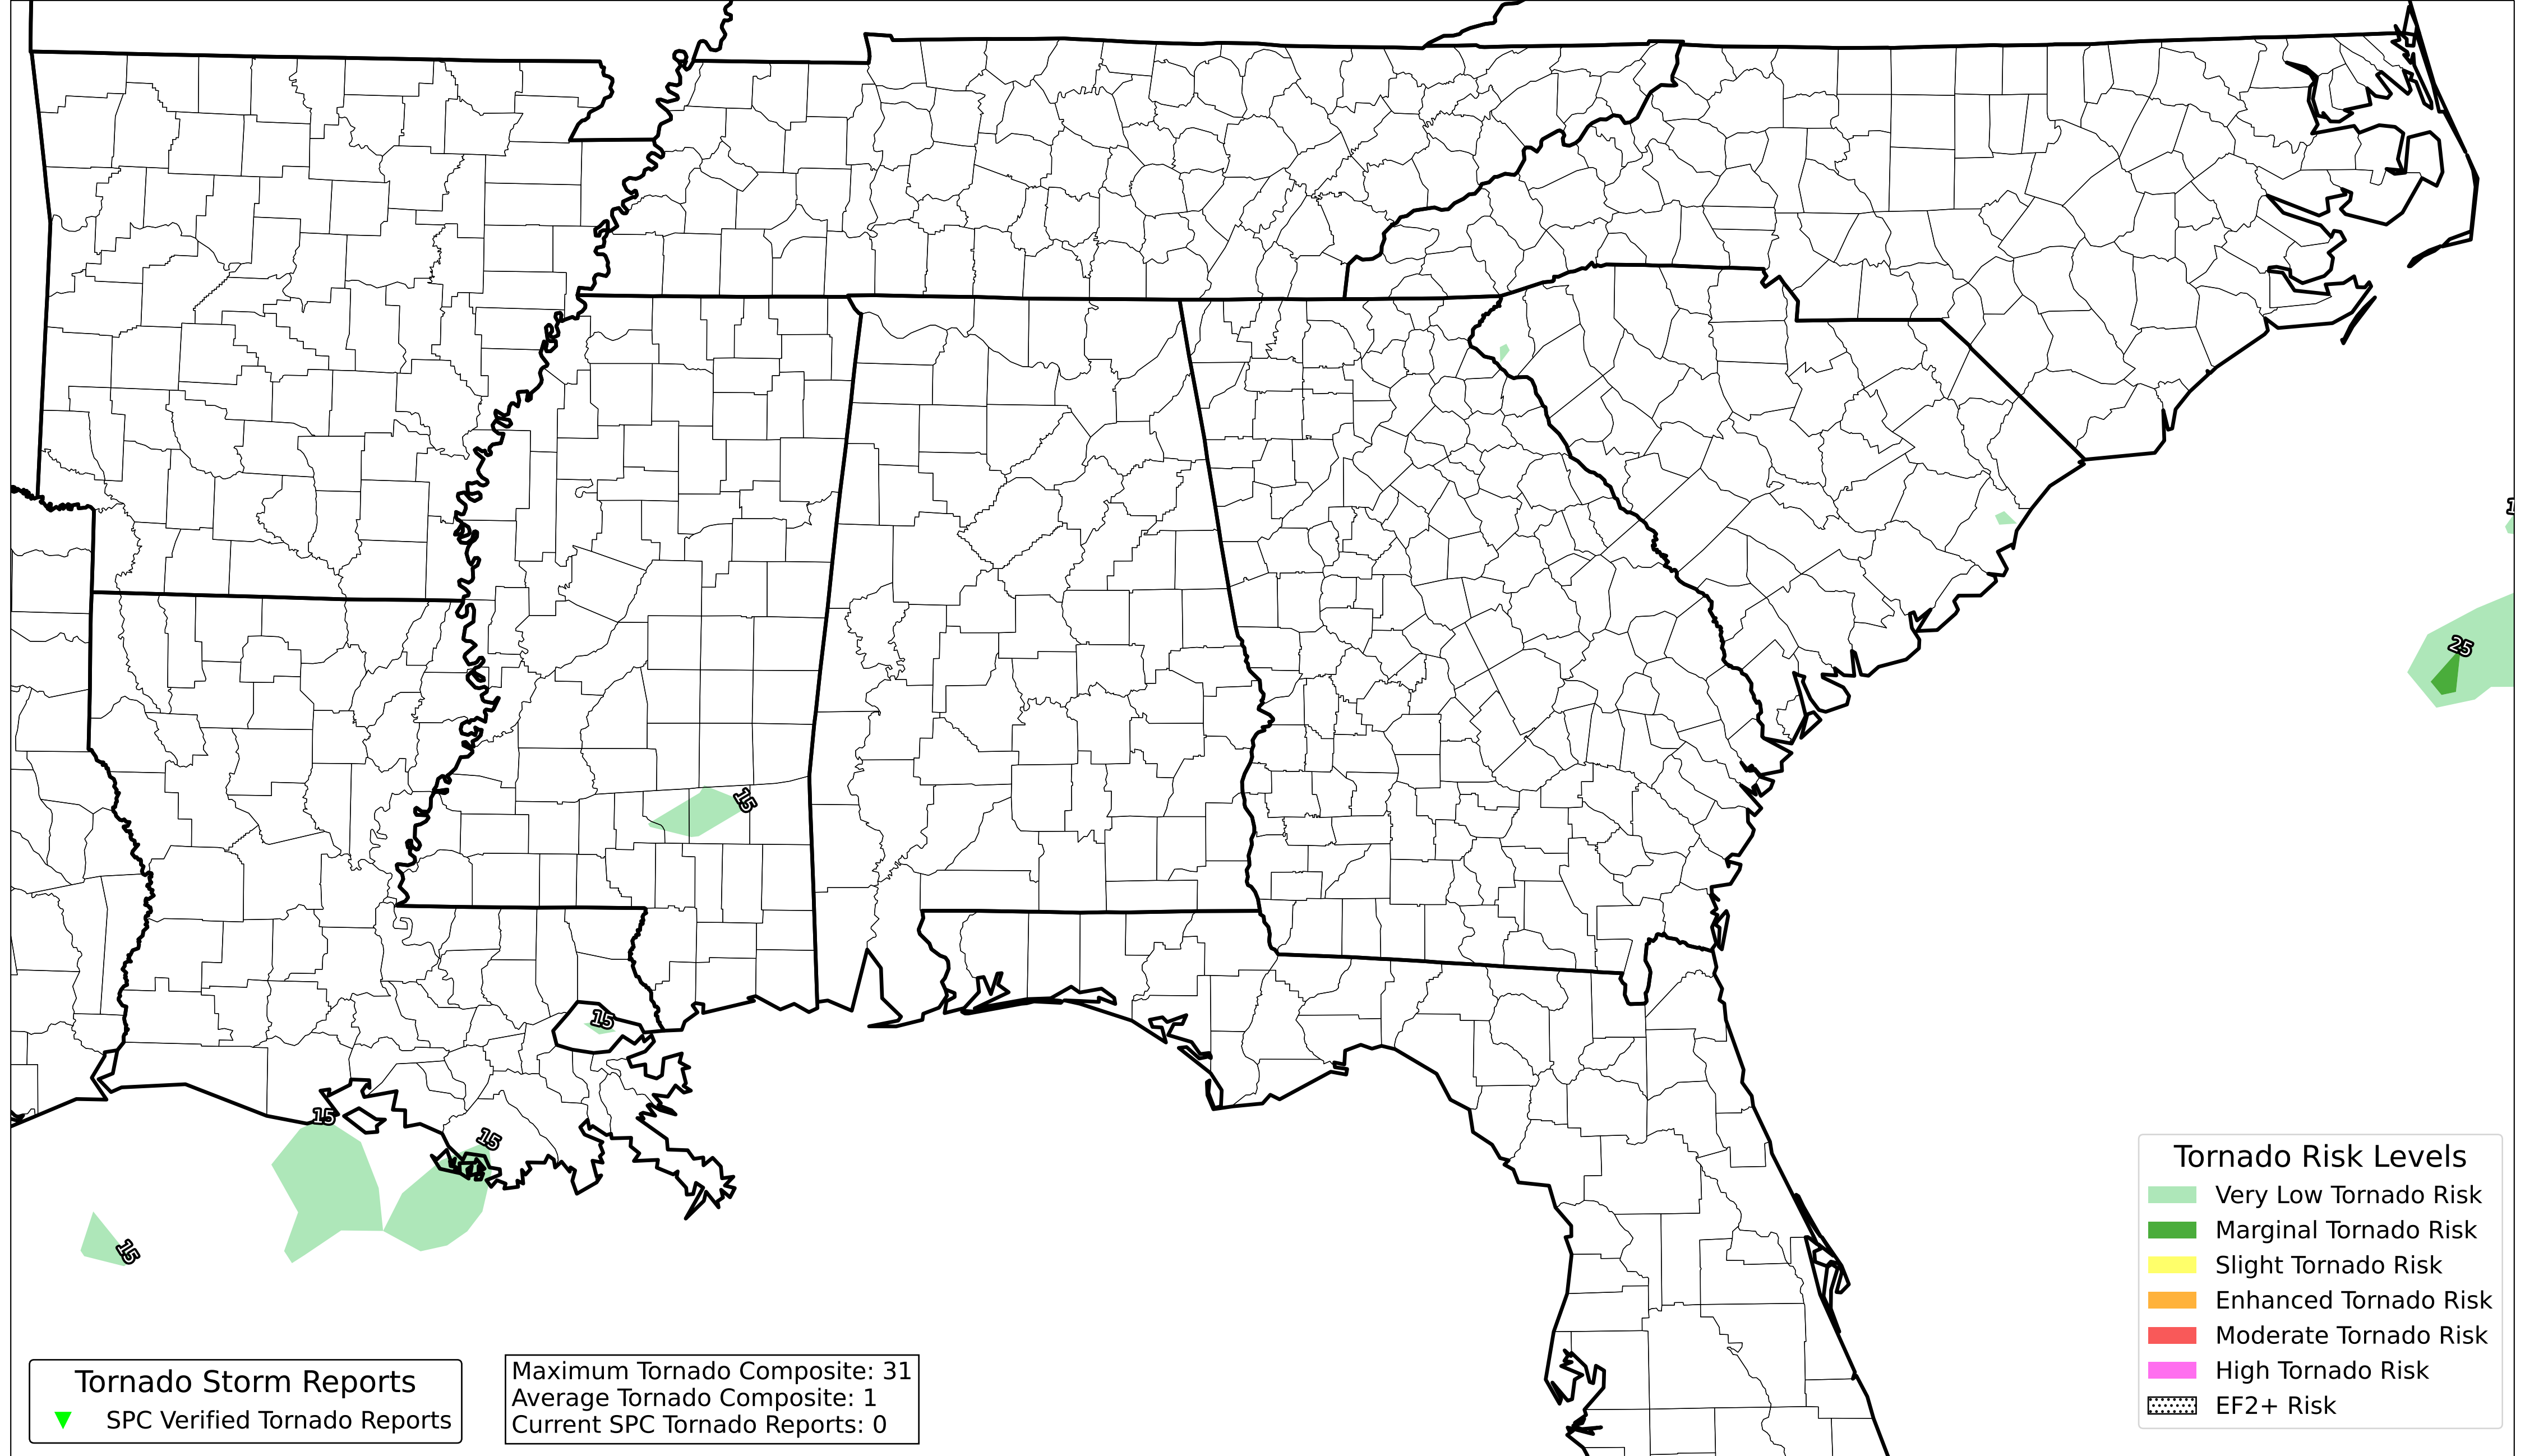 25
15
15
15
15
15
Tornado Risk Levels
Very Low Tornado Risk
Marginal Tornado Risk
Slight Tornado Risk
Enhanced Tornado Risk
Moderate Tornado Risk
High Tornado Risk
EF2+ Risk
Tornado Storm Reports
SPC Verified Tornado Reports
Maximum Tornado Composite: 31
Average Tornado Composite: 1
Current SPC Tornado Reports: 0